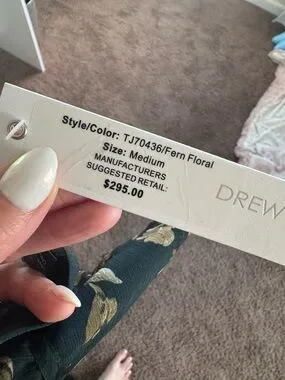 Style/Color: TJ70436/Fern Floral
Size: Medium
MANUFACTURERS
SUGGESTED RETAIL:
$295.00
DREW